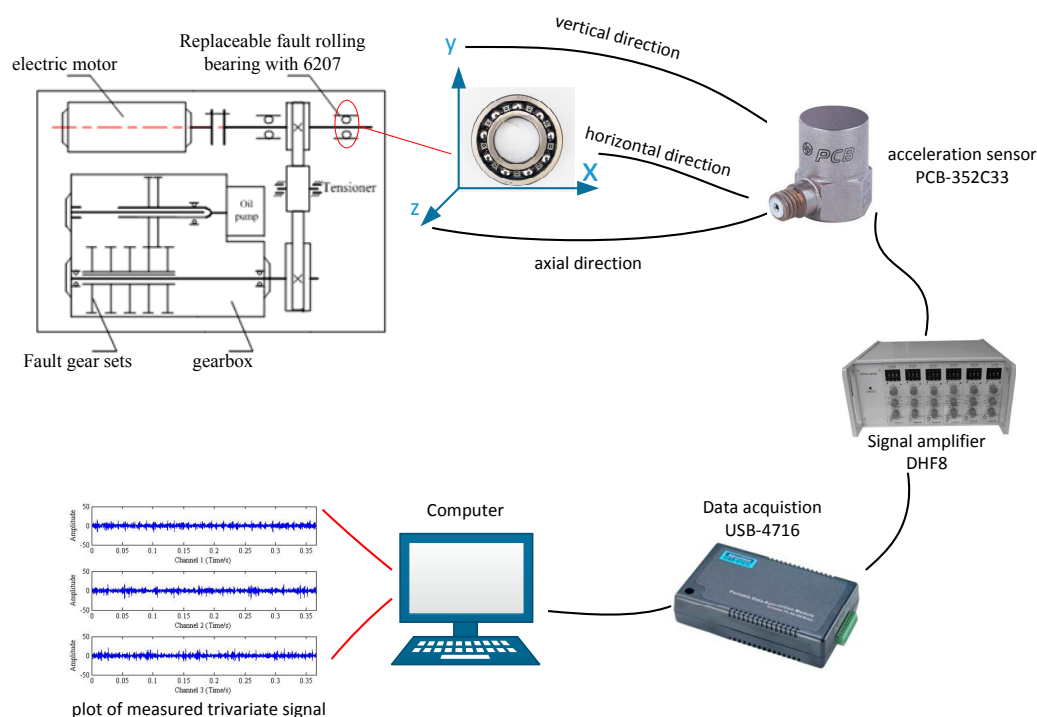 electric motor
Replaceable fault rolling
bearing with 6207
Tensioner
Oil
pump
Fault gear sets
gearbox
y
X
z
vertical direction
horizontal direction
axial direction
PCB
acceleration sensor
PCB-352C33
Signal amplifier
DHF8
Data acquistion
USB-4716
Computer
Amplitude
50
0
-50
0 0.05 0.1 0.15 0.2 0.25 0.3 0.35
Channel 1 (Time/s)
Amplitude
50
0
-50
0 0.05 0.1 0.15 0.2 0.25 0.3 0.35
Channel 2 (Time/s)
Amplitude
50
0
-50
0 0.05 0.1 0.15 0.2 0.25 0.3 0.35
Channel 3 (Time/s)
plot of measured trivariate signal